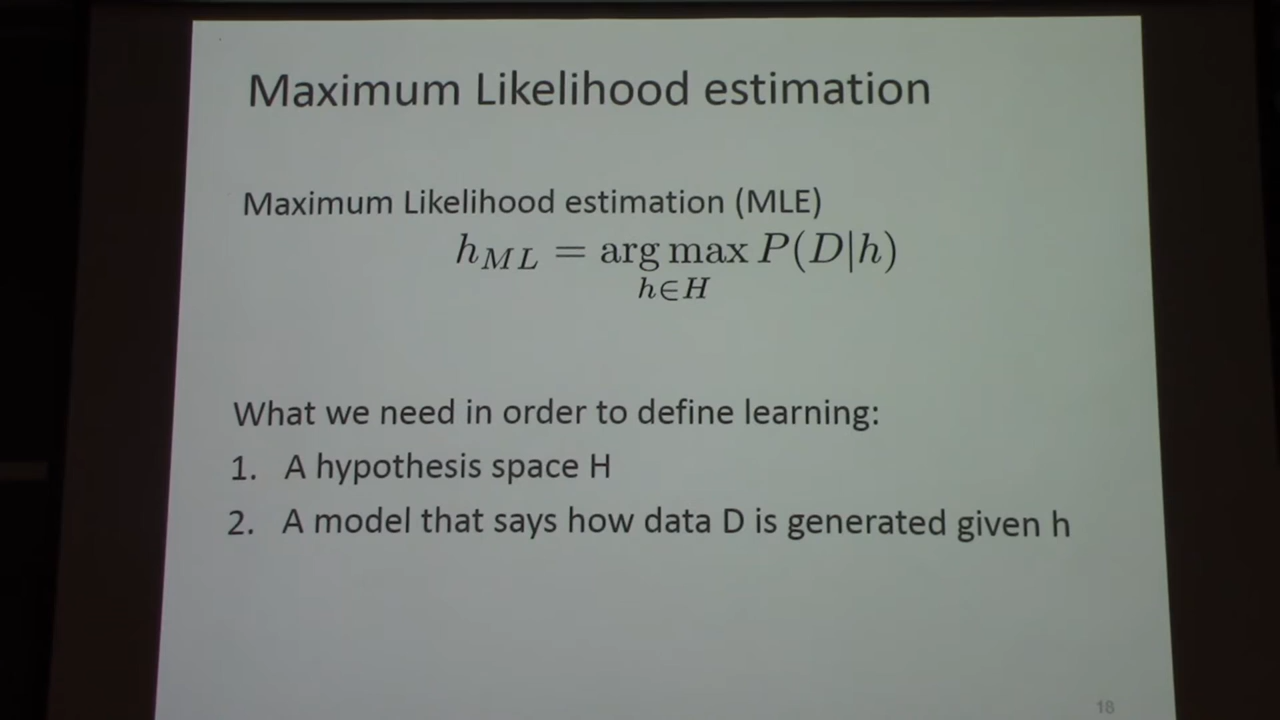 Maximum Likelihood estimation
Maximum Likelihood estimation (MLE)
h_{ML} = arg max P(D|h)
h∈H
What we need in order to define learning:
1. A hypothesis space H
2. A model that says how data D is generated given h
18